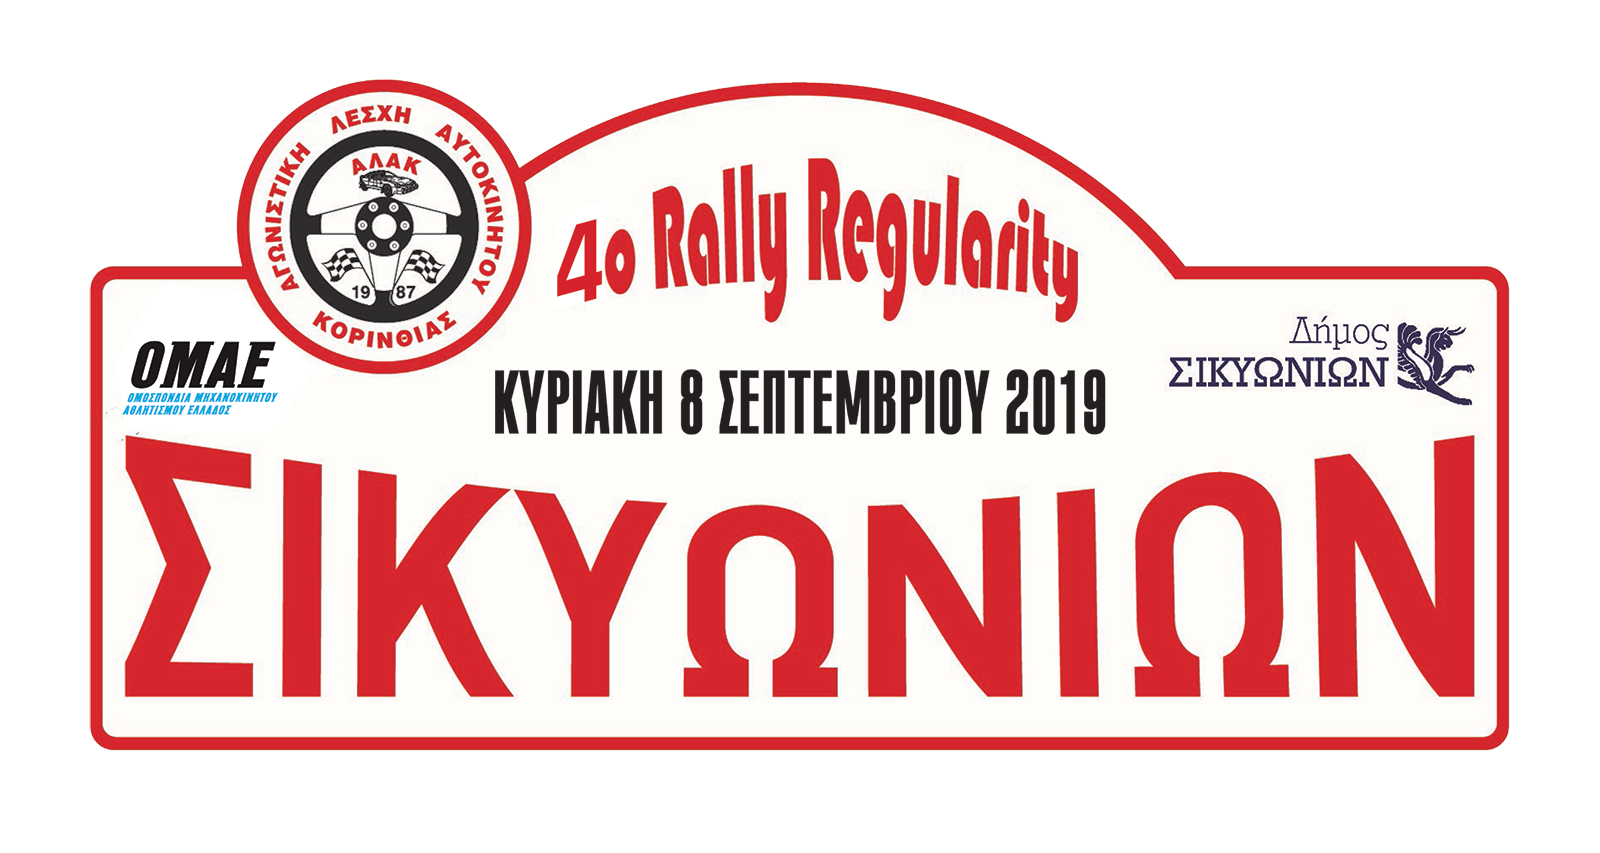 ΑΓΩΝΙΣΤΙΚΗ ΛΕΣΧΗ ΑΥΤΟΚΙΝΗΤΟΥ
ΚΟΡΙΝΘΙΑΣ
ΑΛΑΚ
19 87
4ο Rally Regularity
ΟΜΑΕ
ΟΜΟΣΠΟΝΔΙΑ ΜΗΧΑΝΟΚΙΝΗΤΟΥ
ΑΘΛΗΤΙΣΜΟΥ ΕΛΛΑΔΟΣ
ΚΥΡΙΑΚΗ 8 ΣΕΠΤΕΜΒΡΙΟΥ 2019
Δήμος
ΣΙΚΥΩΝΙΩΝ
ΣΙΚΥΩΝΙΩΝ